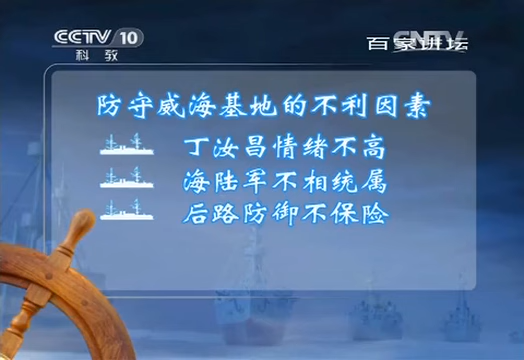 CCTV 10
科教
百家讲坛
CNTV
防守威海基地的不利因素
丁汝昌情绪不高
海陆军不相统属
后路防御不保险